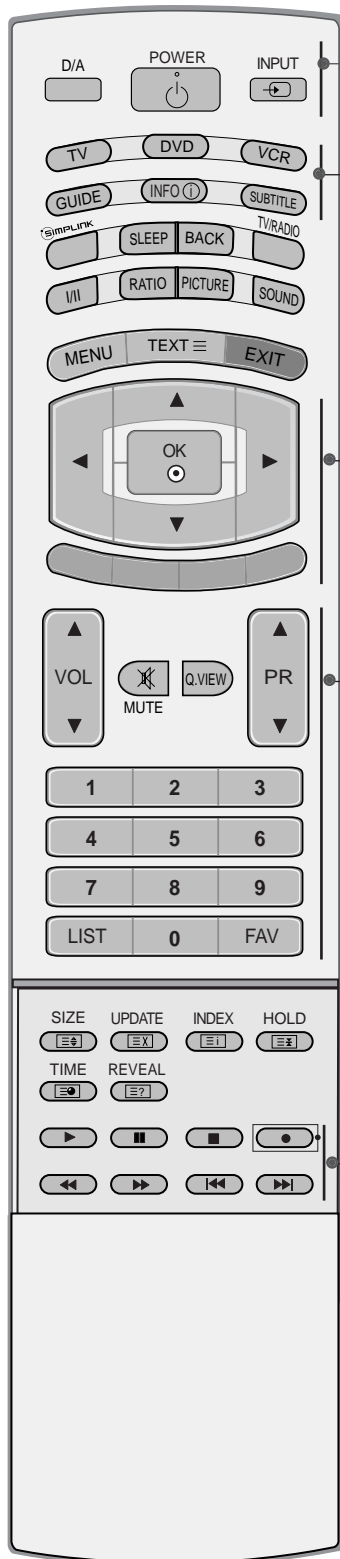 D/A POWER INPUT
TV DVD VCR
GUIDE INFO i SUBTITLE
SIMPLINK SLEEP BACK TV/RADIO
I/II RATIO PICTURE SOUND
MENU TEXT EXIT
OK
VOL MUTE Q.VIEW PR
1 2 3
4 5 6
7 8 9
LIST 0 FAV
SIZE UPDATE INDEX HOLD
TIME REVEAL